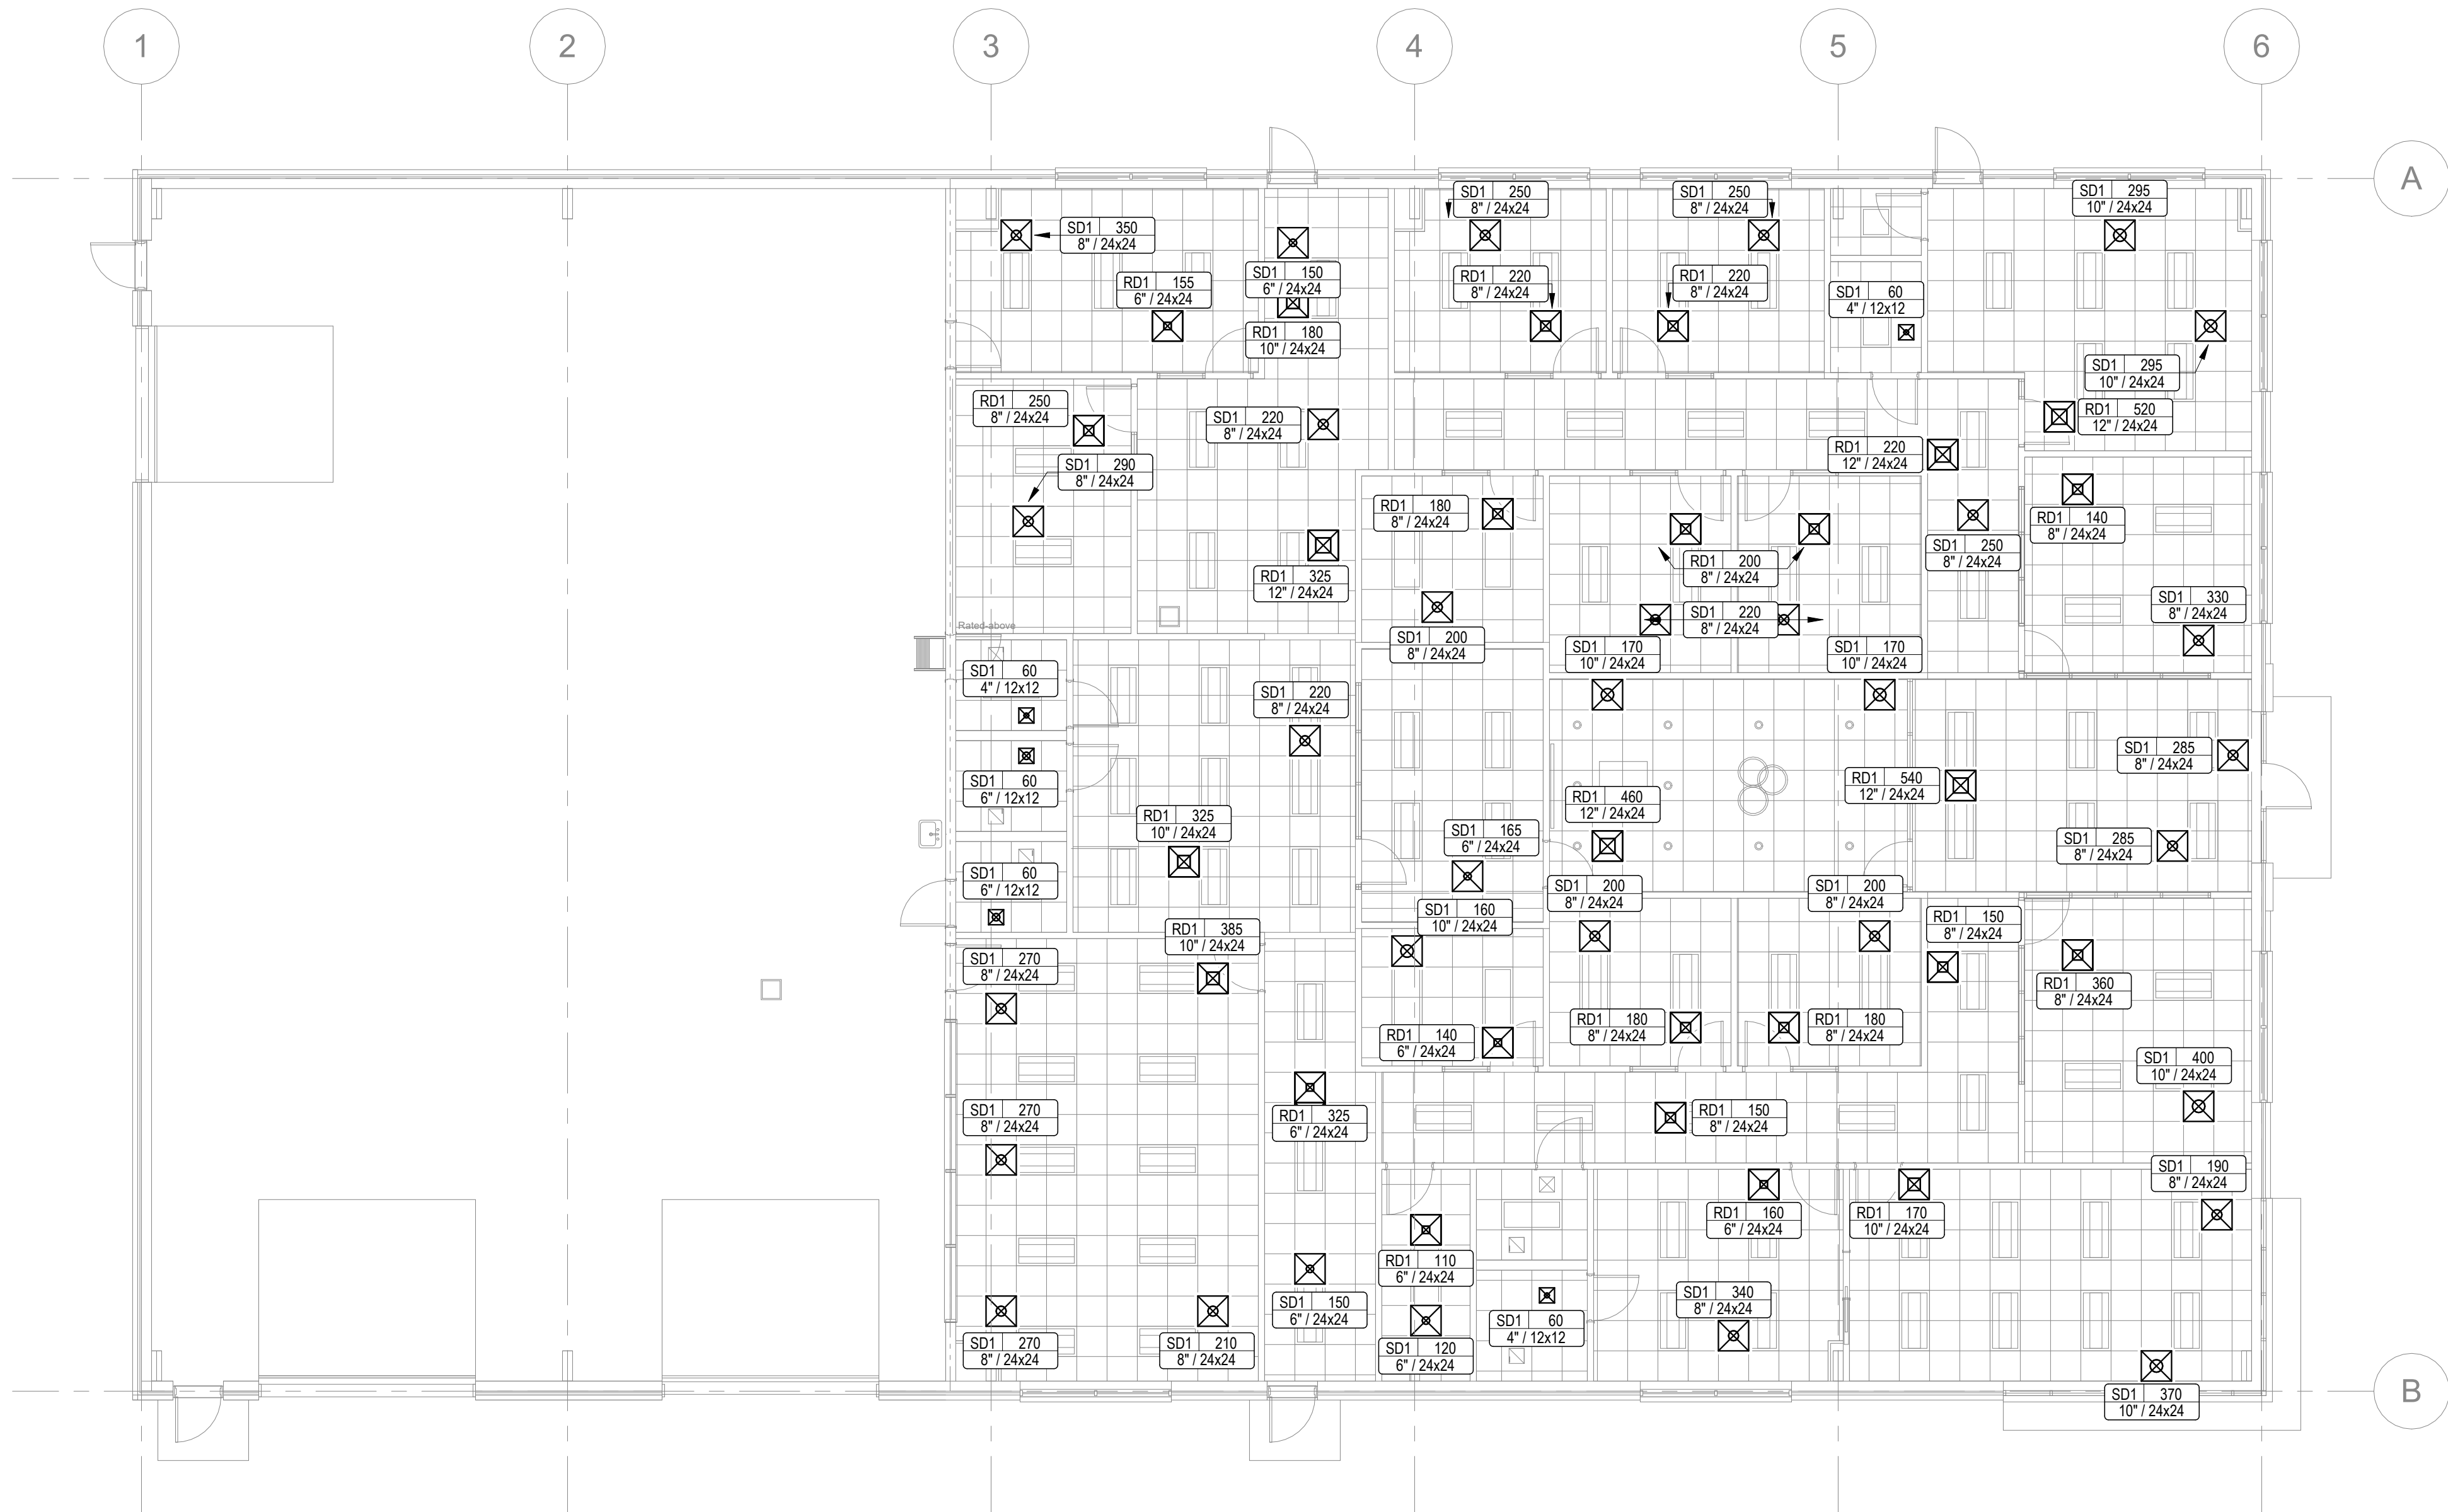 1 2 3 4 5 6
A
SD1 250
8" / 24x24
SD1 250
8" / 24x24
SD1 295
10" / 24x24
SD1 350
8" / 24x24
RD1 155
6" / 24x24
SD1 150
6" / 24x24
RD1 220
8" / 24x24
RD1 220
8" / 24x24
SD1 60
4" / 12x12
RD1 180
10" / 24x24
SD1 295
10" / 24x24
RD1 250
8" / 24x24
SD1 220
8" / 24x24
RD1 520
12" / 24x24
RD1 220
12" / 24x24
SD1 290
8" / 24x24
RD1 180
8" / 24x24
RD1 140
8" / 24x24
SD1 250
8" / 24x24
RD1 200
8" / 24x24
RD1 325
12" / 24x24
SD1 330
8" / 24x24
SD1 220
8" / 24x24
Rated-above
SD1 200
8" / 24x24
SD1 170
10" / 24x24
SD1 170
10" / 24x24
SD1 60
4" / 12x12
SD1 220
8" / 24x24
SD1 285
8" / 24x24
SD1 60
6" / 12x12
RD1 540
12" / 24x24
RD1 460
12" / 24x24
RD1 325
10" / 24x24
SD1 165
6" / 24x24
SD1 285
8" / 24x24
SD1 60
6" / 12x12
SD1 200
8" / 24x24
SD1 200
8" / 24x24
SD1 160
10" / 24x24
RD1 150
8" / 24x24
RD1 385
10" / 24x24
SD1 270
8" / 24x24
RD1 360
8" / 24x24
RD1 180
8" / 24x24
RD1 180
8" / 24x24
RD1 140
6" / 24x24
SD1 400
10" / 24x24
SD1 270
8" / 24x24
RD1 325
6" / 24x24
RD1 150
8" / 24x24
SD1 190
8" / 24x24
RD1 160
6" / 24x24
RD1 170
10" / 24x24
RD1 110
6" / 24x24
SD1 340
8" / 24x24
SD1 150
6" / 24x24
SD1 60
4" / 12x12
SD1 270
8" / 24x24
SD1 210
8" / 24x24
SD1 120
6" / 24x24
SD1 370
10" / 24x24
B